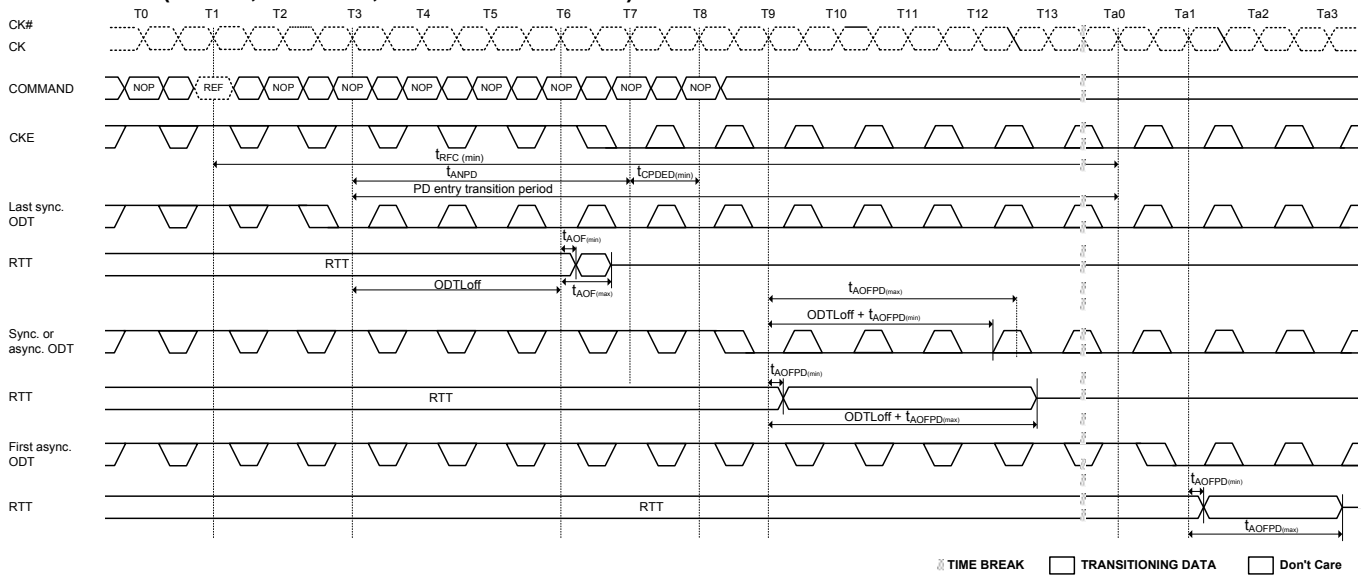 T0 T1 T2 T3 T4 T5 T6 T7 T8 T9 T10 T11 T12 T13 Ta0 Ta1 Ta2 Ta3
CK#
CK
COMMAND NOP REF NOP NOP NOP NOP NOP NOP NOP
CKE
tRFC (min)
tANPD tCPDED(min)
PD entry transition period
Last sync.
ODT
tAOF(min)
RTT RTT
ODTLoff tAOF(max)
tAOFPD(max)
ODTLoff + tAOFPD(min)
Sync. or
async. ODT
tAOFPD(min)
RTT RTT
ODTLoff + tAOFPD(max)
First async.
ODT
tAOFPD(min)
RTT RTT
tAOFPD(max)
TIME BREAK TRANSITIONING DATA Don't Care